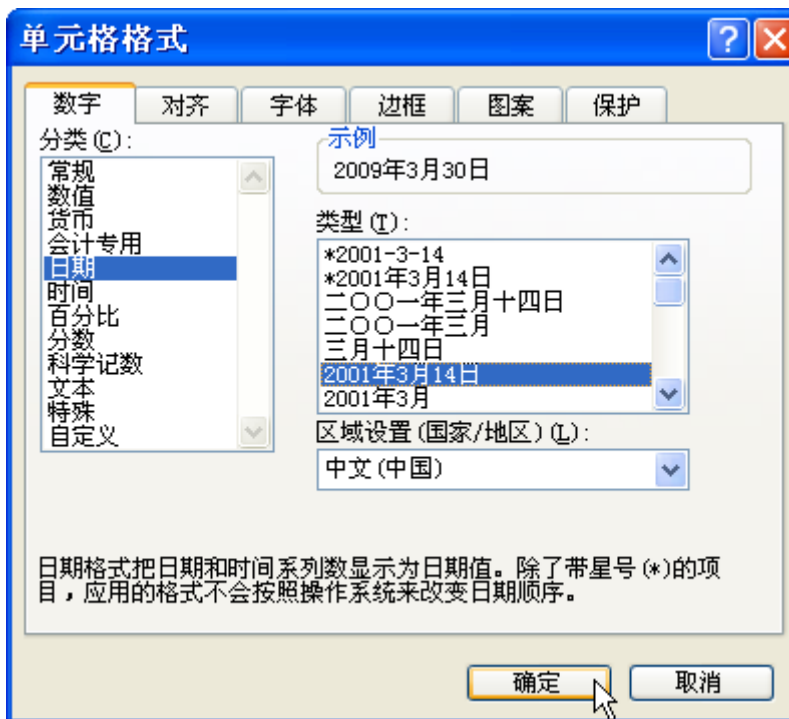 单元格格式
数字 对齐 字体 边框 图案 保护
分类(C):
常规
数值
货币
会计专用
日期
时间
百分比
分数
科学记数
文本
特殊
自定义
示例
2009年3月30日
类型(T):
*2001-3-14
*2001年3月14日
二〇〇一年三月十四日
二〇〇一年三月
三月十四日
2001年3月14日
2001年3月
区域设置(国家/地区)(L):
中文(中国)
日期格式把日期和时间系列数显示为日期值。除了带星号(*)的项
目，应用的格式不会按照操作系统来改变日期顺序。
确定 取消